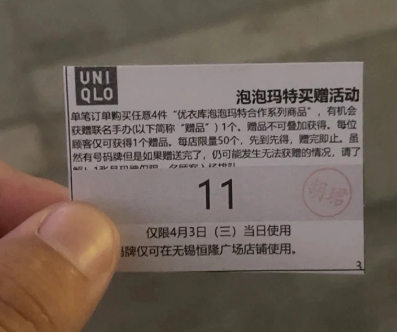 UNI
QLO
泡泡玛特买赠活动
单笔订单购买任意4件“优衣库泡泡玛特合作系列商品”，有机会
获赠联名手办(以下简称“赠品”) 1个。赠品不可叠加获得。每位
顾客仅可获得1个赠品。每店限量50个，先到先得，赠完即止。虽
然有号码牌但是如果赠送完了，仍可能发生无法获赠的情况，请了
11
仅限4月3日（三）当日使用
码牌仅可在无锡恒隆广场店铺使用。
3